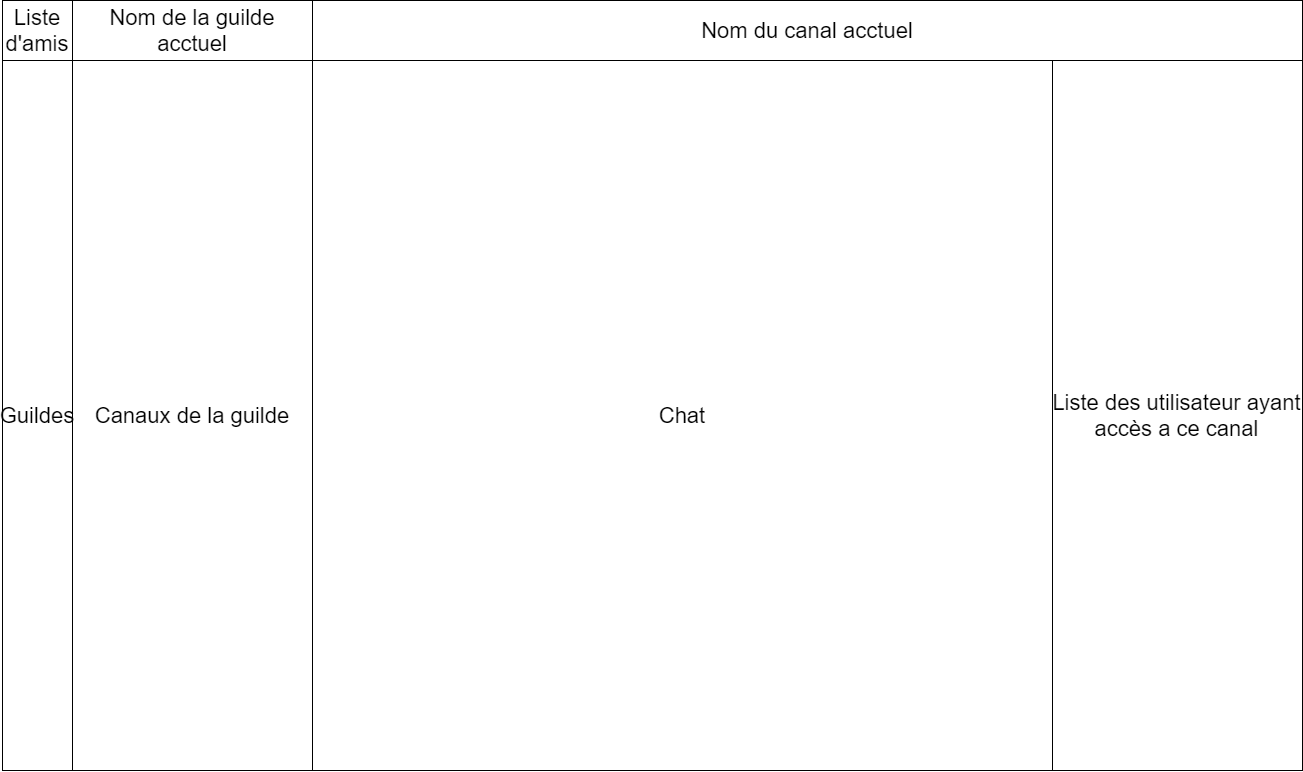 Liste
d'amis
Nom de la guilde
acctuel
Nom du canal acctuel
Guildes
Canaux de la guilde
Chat
Liste des utilisateur ayant
accès a ce canal